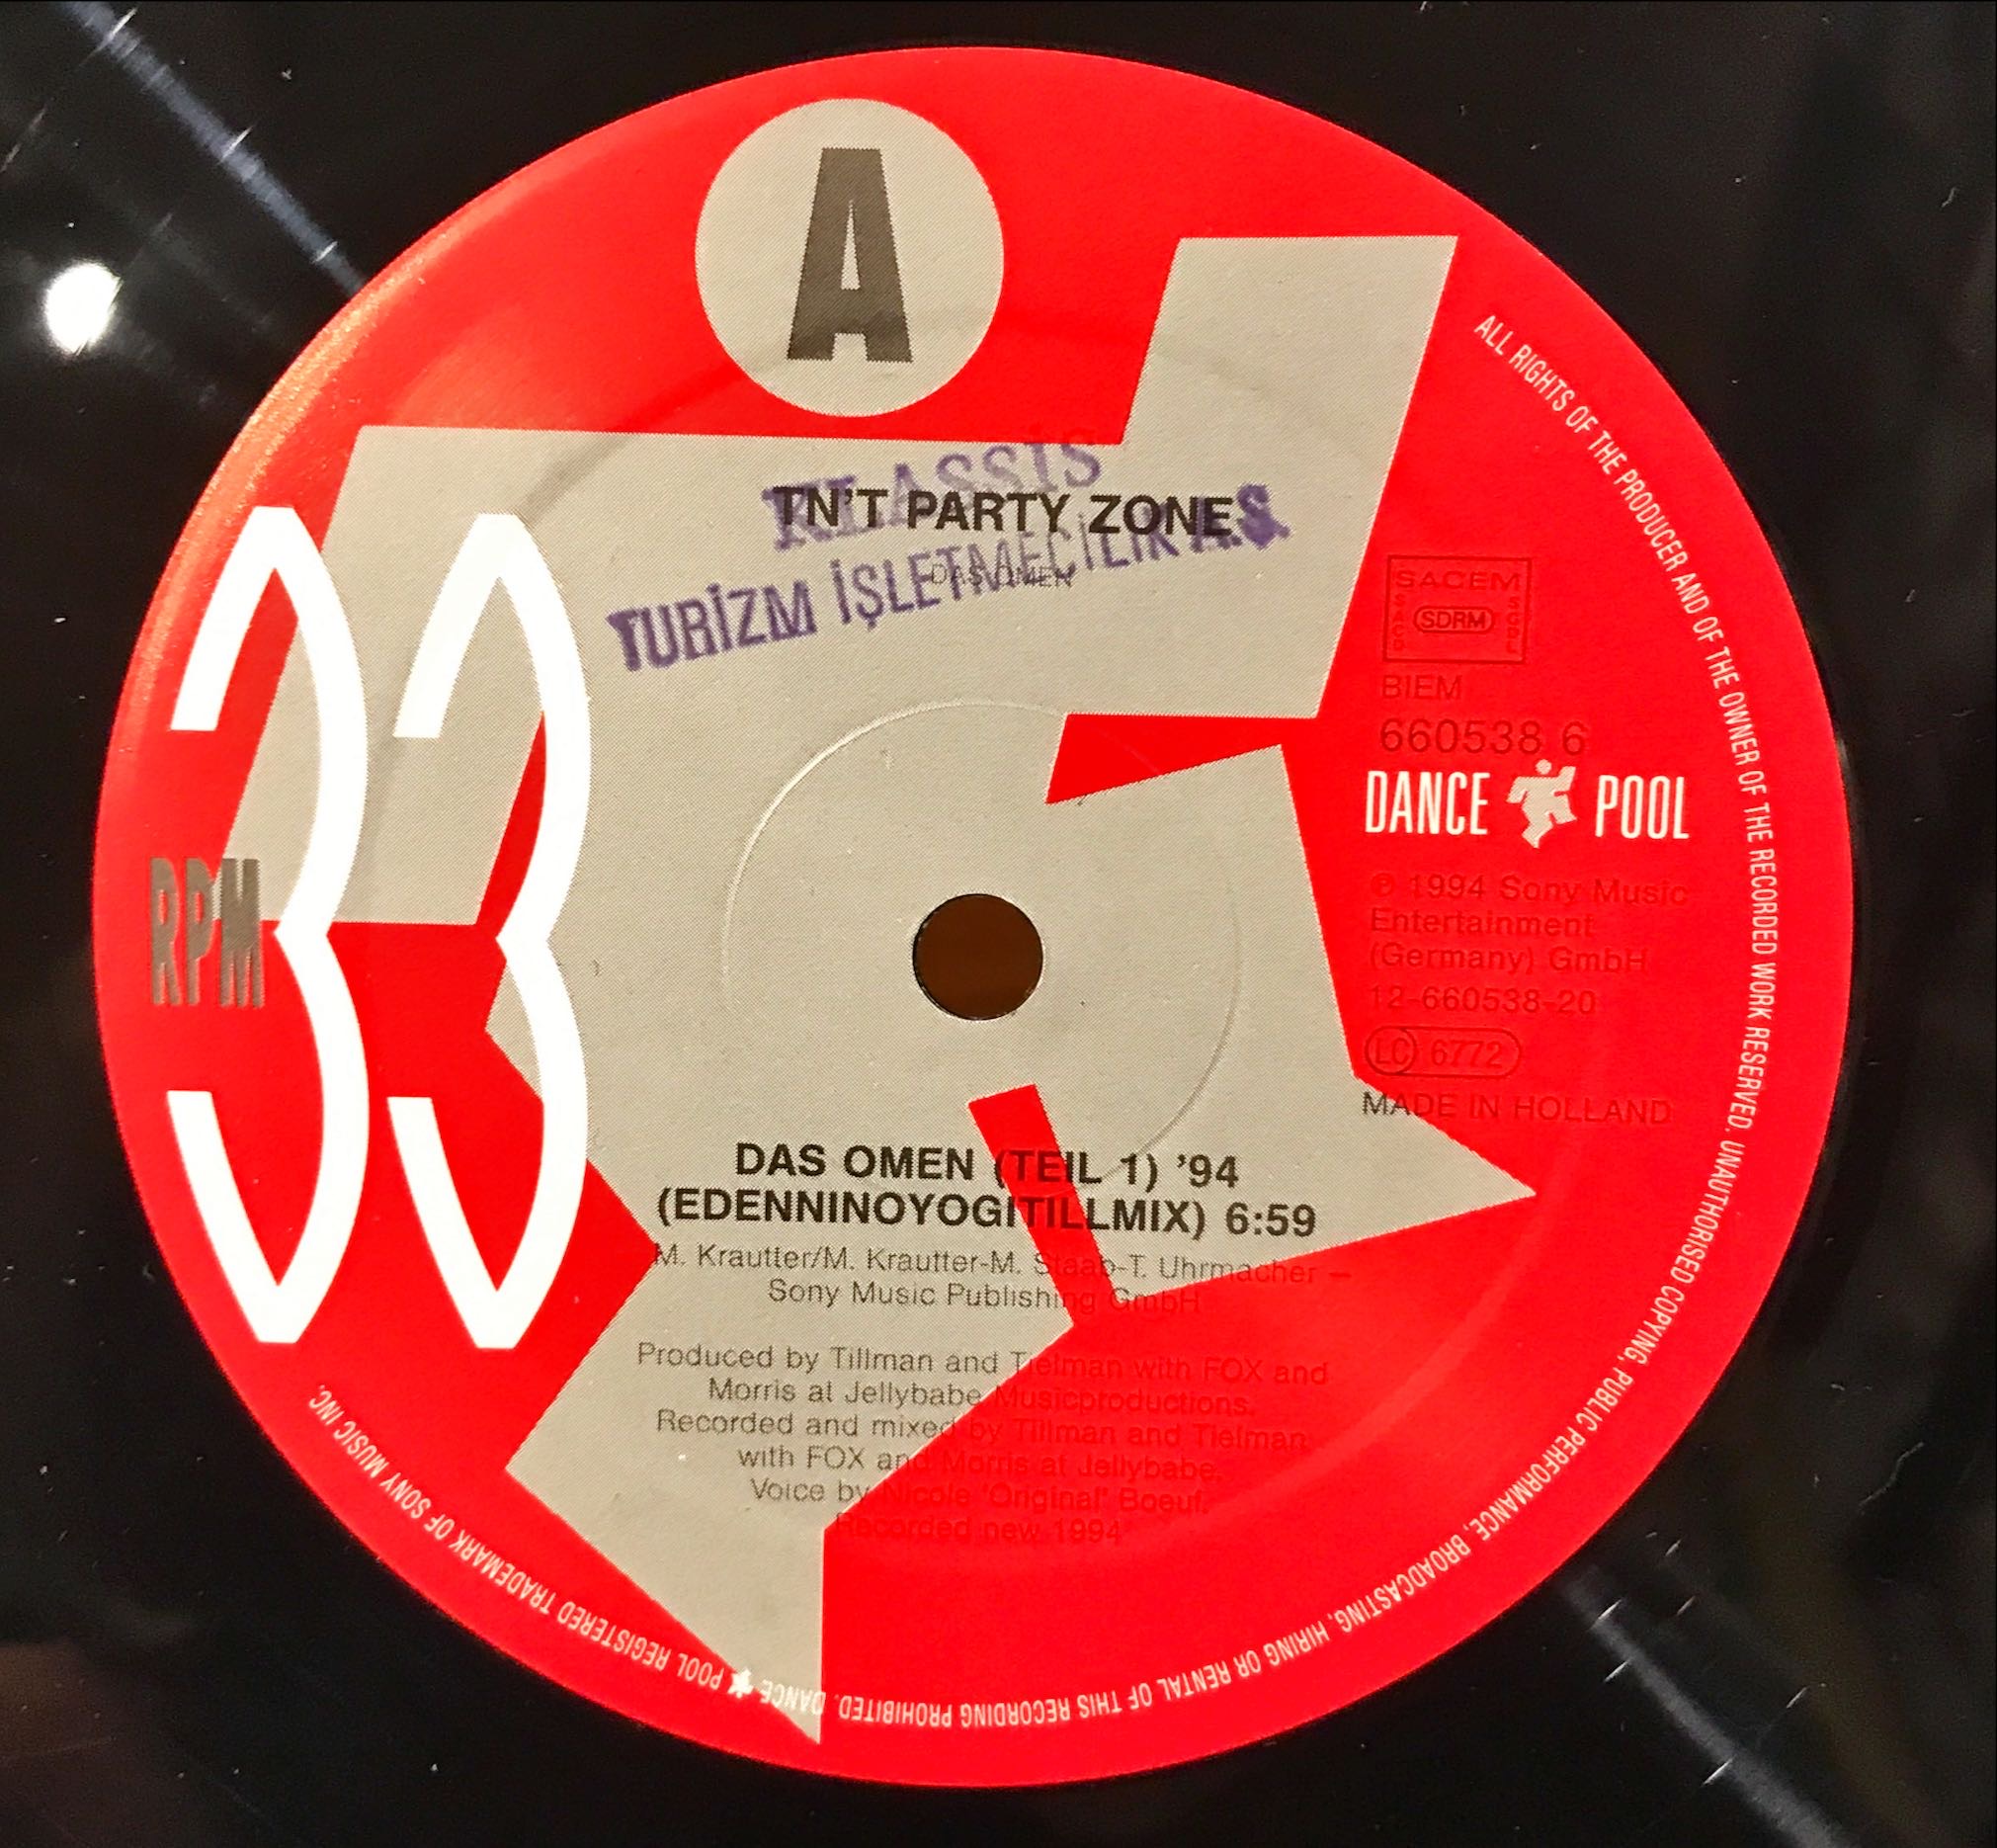 A
KLASSİS
TN'T PARTY ZONE
TURİZM İŞLETMECİLİK A.Ş
DAS OMEN
33
RPM
SACEM
SACD
SDRM
SGDL
BIEM
660538 6
DANCE POOL
℗ 1994 Sony Music
Entertainment
(Germany) GmbH
12-660538-20
LC 6772
MADE IN HOLLAND
DAS OMEN (TEIL 1) '94
(EDENNINOYOGITILLMIX) 6:59
M. Krautter/M. Krautter-M. Staab-T. Uhrmacher –
Sony Music Publishing GmbH
Produced by Tillman and Tielman with FOX and
Morris at Jellybabe Musicproductions.
Recorded and mixed by Tillman and Tielman
with FOX and Morris at Jellybabe.
Voice by Nicole 'Original' Boeuf.
Recorded new 1994
ALL RIGHTS OF THE PRODUCER AND OF THE OWNER OF THE RECORDED WORK RESERVED. UNAUTHORISED COPYING, PUBLIC PERFORMANCE, BROADCASTING, HIRING OR RENTAL OF THIS RECORDING PROHIBITED. DANCE POOL REGISTERED TRADEMARK OF SONY MUSIC INC.